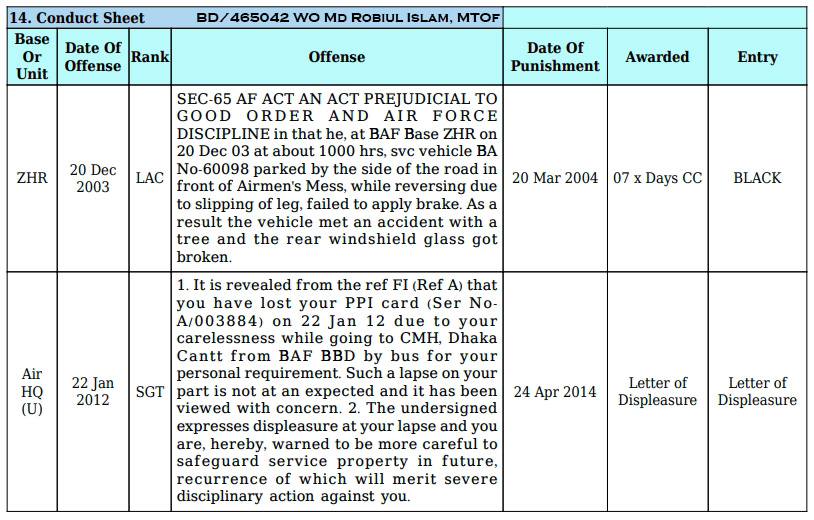 14. Conduct Sheet BD/465042 WO Md Robiul Islam, MTOF
Base Or Unit
Date Of Offense
Rank
Offense
Date Of Punishment
Awarded
Entry
ZHR
20 Dec 2003
LAC
SEC-65 AF ACT AN ACT PREJUDICIAL TO
GOOD ORDER AND AIR FORCE
DISCIPLINE in that he, at BAF Base ZHR on
20 Dec 03 at about 1000 hrs, svc vehicle BA
No-60098 parked by the side of the road in
front of Airmen's Mess, while reversing due
to slipping of leg, failed to apply brake. As a
result the vehicle met an accident with a
tree and the rear windshield glass got
broken.
20 Mar 2004
07 x Days CC
BLACK
Air HQ (U)
22 Jan 2012
SGT
1. It is revealed from the ref FI (Ref A) that
you have lost your PPI card (Ser No-
A/003884) on 22 Jan 12 due to your
carelessness while going to CMH, Dhaka
Cantt from BAF BBD by bus for your
personal requirement. Such a lapse on your
part is not at an expected and it has been
viewed with concern. 2. The undersigned
expresses displeasure at your lapse and you
are, hereby, warned to be more careful to
safeguard service property in future,
recurrence of which will merit severe
disciplinary action against you.
24 Apr 2014
Letter of Displeasure
Letter of Displeasure